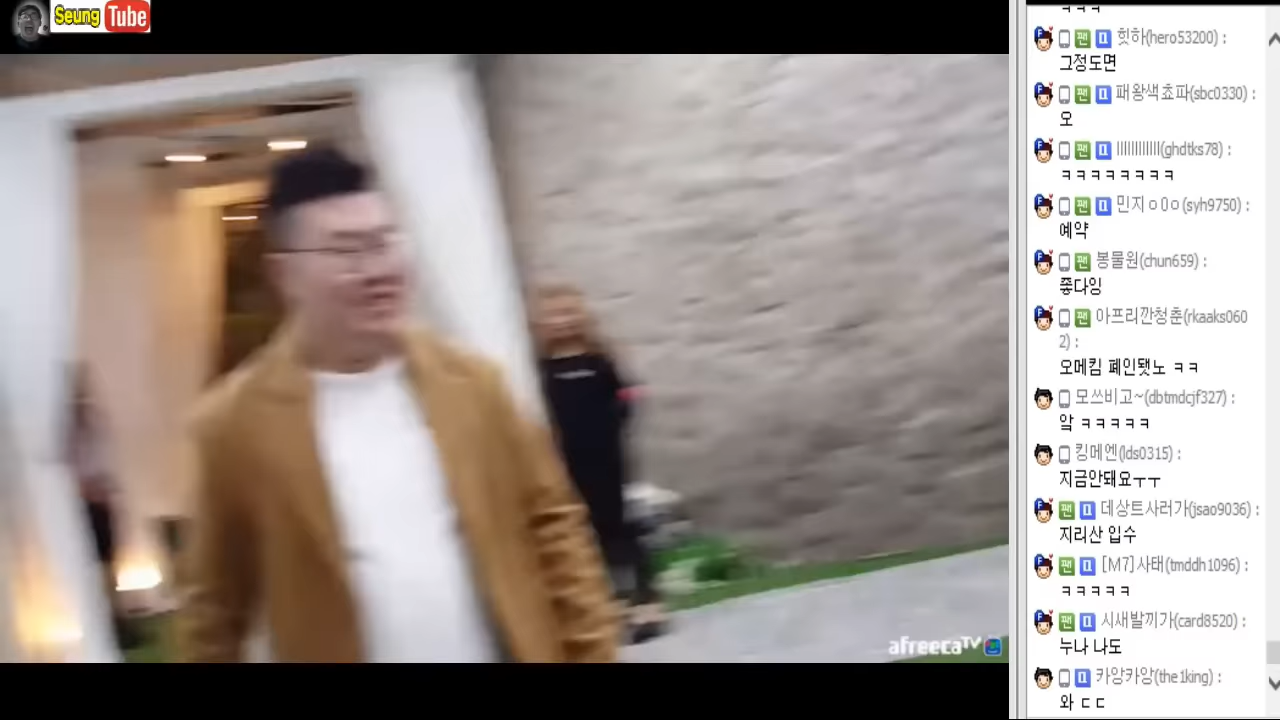 Seung Tube
ㅋㅋㅋ
힛하(hero53200) :
그정도면
패왕색쵸파(sbc0330) :
오
llllllllllll(ghdtks78) :
ㅋㅋㅋㅋㅋㅋㅋㅋ
민지ㅇ0ㅇ(syh9750) :
예약
봉물원(chun659) :
좋다잉
아프리깐청춘(rkaaks060
2) :
오메킴 폐인됏노 ㅋㅋ
모쓰비고~(dbtmdcjf327) :
앜 ㅋㅋㅋㅋㅋ
킹메엔(lds0315) :
지금안돼요ㅜㅜ
데상트사러가(jsao9036) :
지리산 입수
[M7]사태(tmddh1096) :
ㅋㅋㅋㅋㅋ
시새발끼가(card8520) :
누나 나도
카앙카앙(the1king) :
와 ㄷㄷ
afreecaTV